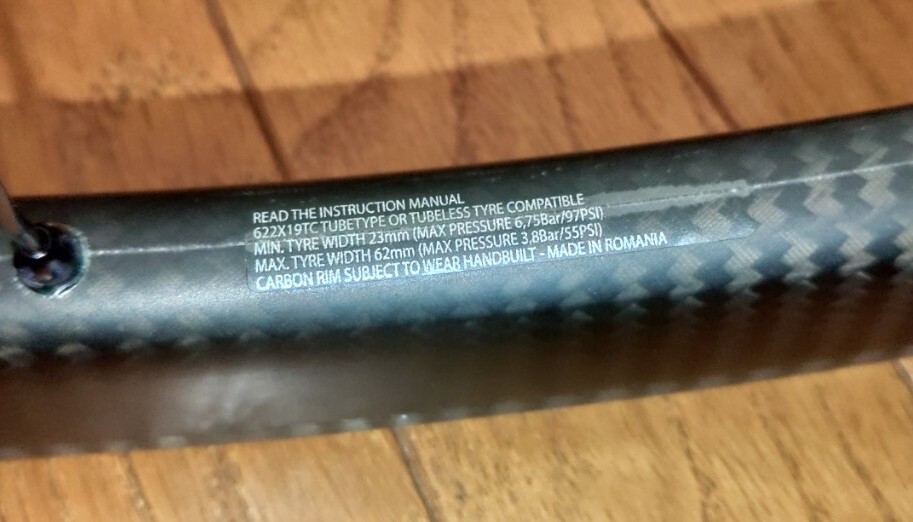 READ THE INSTRUCTION MANUAL
622X19TC TUBETYPE OR TUBELESS TYRE COMPATIBLE
MIN. TYRE WIDTH 23mm (MAX PRESSURE 6,75Bar/97PSI)
MAX. TYRE WIDTH 62mm (MAX PRESSURE 3,8Bar/55PSI)
CARBON RIM SUBJECT TO WEAR HANDBUILT - MADE IN ROMANIA